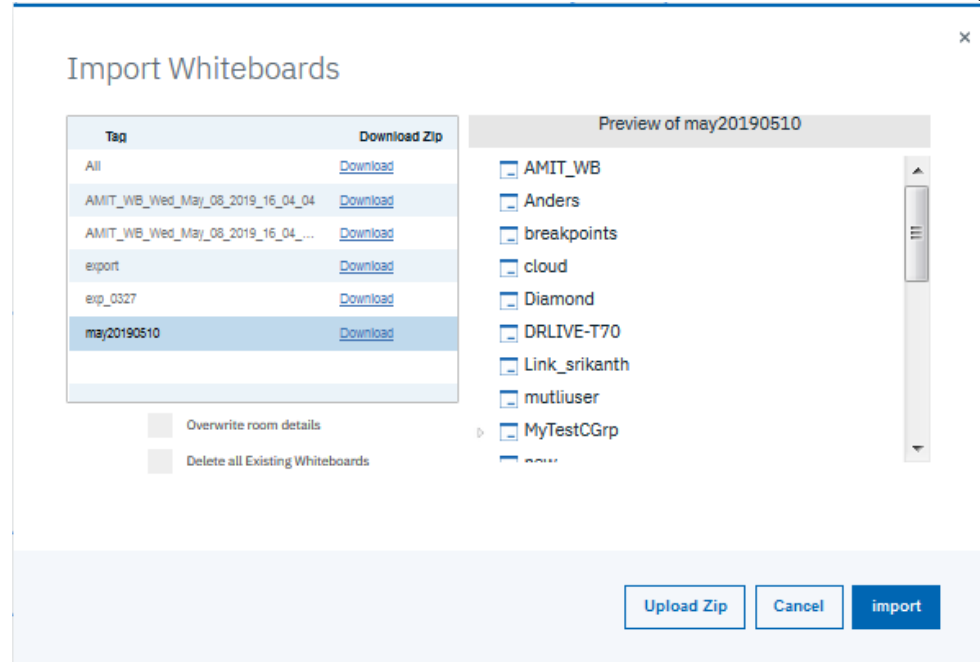 ×
Import Whiteboards
Tag Download Zip
All Download
AMIT_WB_Wed_May_08_2019_16_04_04 Download
AMIT_WB_Wed_May_08_2019_16_04_... Download
export Download
exp_0327 Download
may20190510 Download
Overwrite room details
Delete all Existing Whiteboards
Preview of may20190510
AMIT_WB
Anders
breakpoints
cloud
Diamond
DRLIVE-T70
Link_srikanth
mutliuser
MyTestCGrp
Upload Zip Cancel import